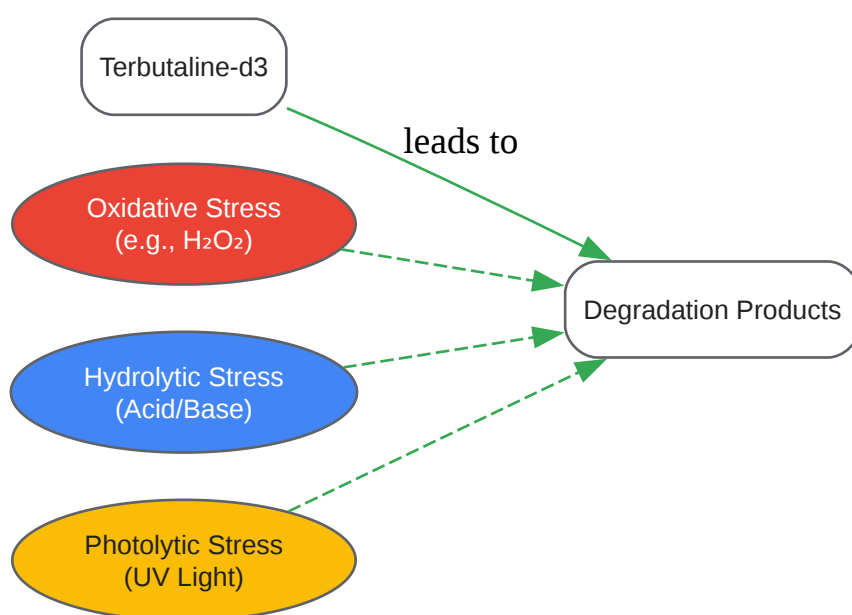 Terbutaline-d3
leads to
Oxidative Stress
(e.g., H₂O₂)
Degradation Products
Hydrolytic Stress
(Acid/Base)
Photolytic Stress
(UV Light)